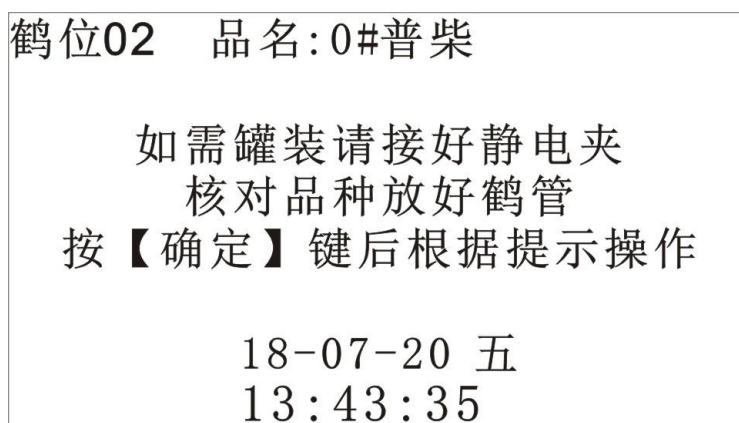 鹤位02 品名:0#普柴
如需罐装请接好静电夹
核对品种放好鹤管
按【确定】键后根据提示操作
18-07-20 五
13:43:35